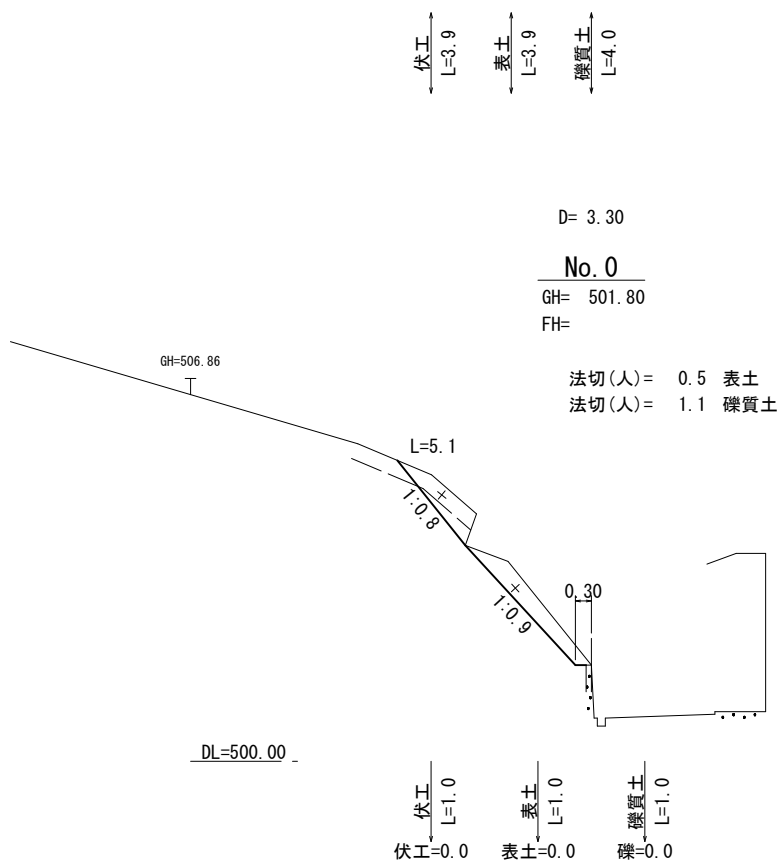 伏工
L=3.9
表土
L=3.9
礫質土
L=4.0
D= 3.30
No.0
GH= 501.80
FH=
GH=506.86
法切(人)= 0.5 表土
法切(人)= 1.1 礫質土
L=5.1
1:0.8
0.30
1:0.9
DL=500.00
伏工
L=1.0
表土
L=1.0
礫質土
L=1.0
伏工=0.0 表土=0.0 礫=0.0